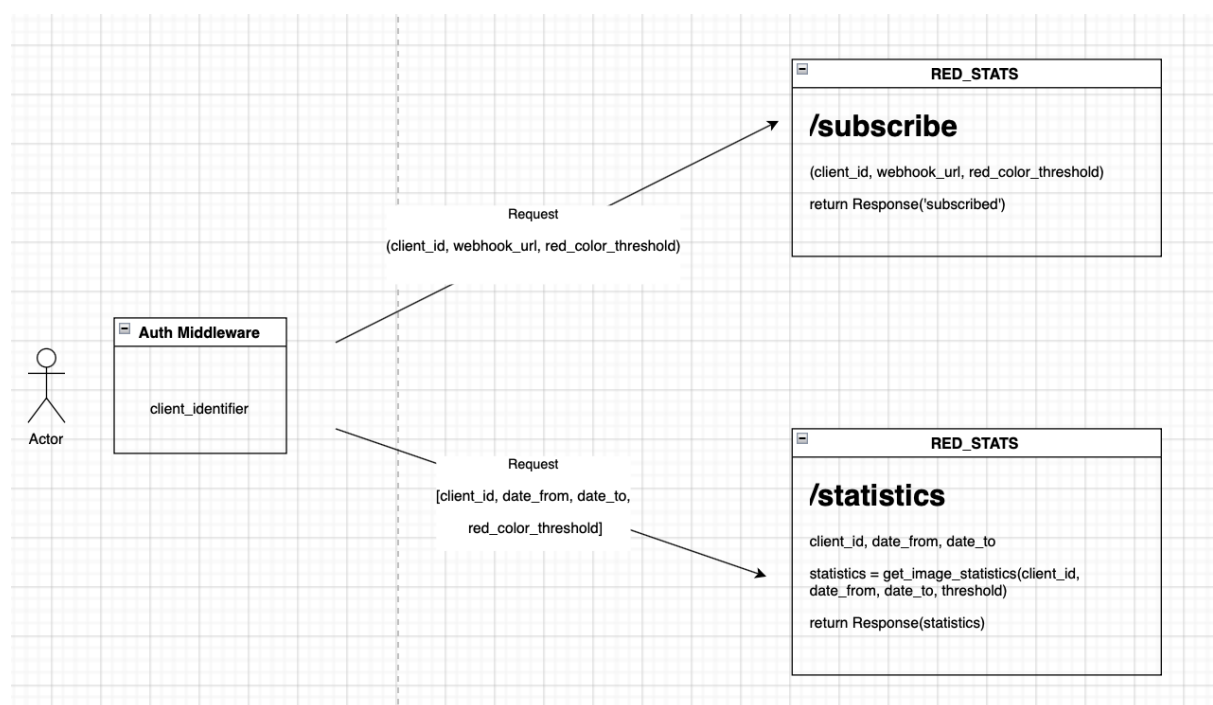 RED_STATS
/subscribe
(client_id, webhook_url, red_color_threshold)
return Response('subscribed')
Request
(client_id, webhook_url, red_color_threshold)
Auth Middleware
client_identifier
Actor
Request
[client_id, date_from, date_to,
red_color_threshold]
RED_STATS
/statistics
client_id, date_from, date_to
statistics = get_image_statistics(client_id,
date_from, date_to, threshold)
return Response(statistics)